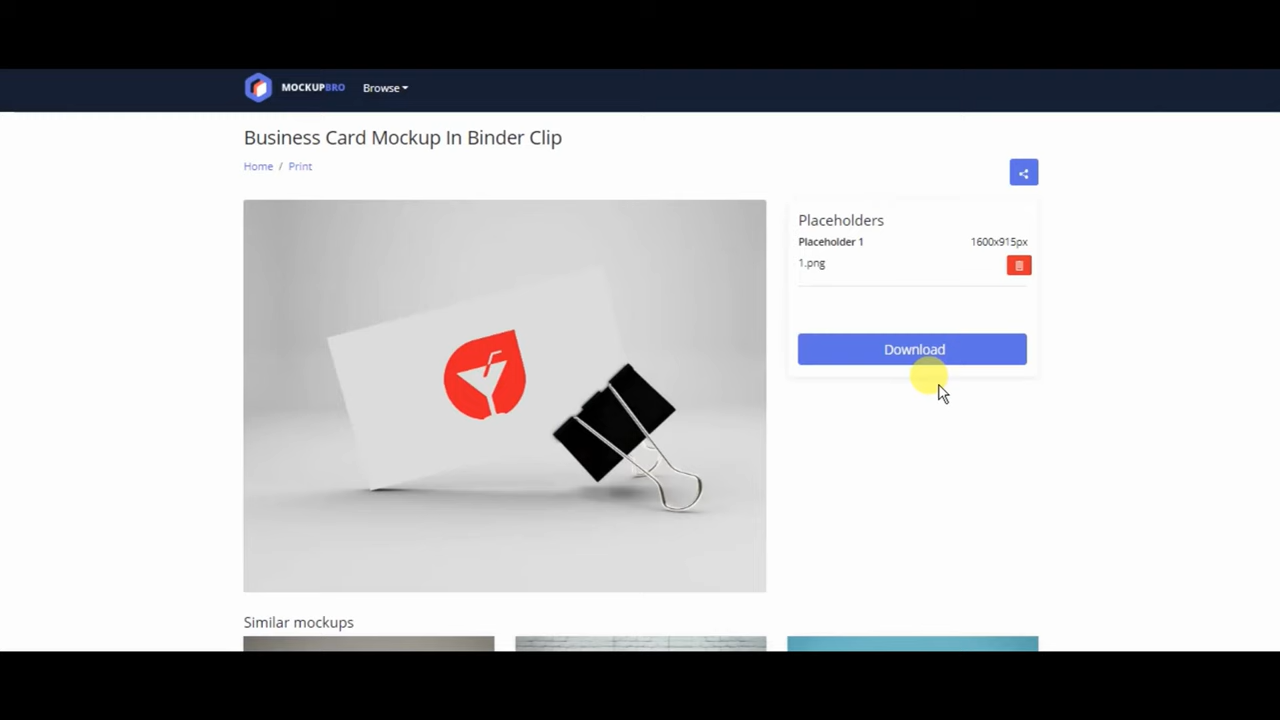 MOCKUPBRO Browse
Business Card Mockup In Binder Clip
Home / Print
Placeholders
Placeholder 1 1600x915px
1.png
Download
Similar mockups